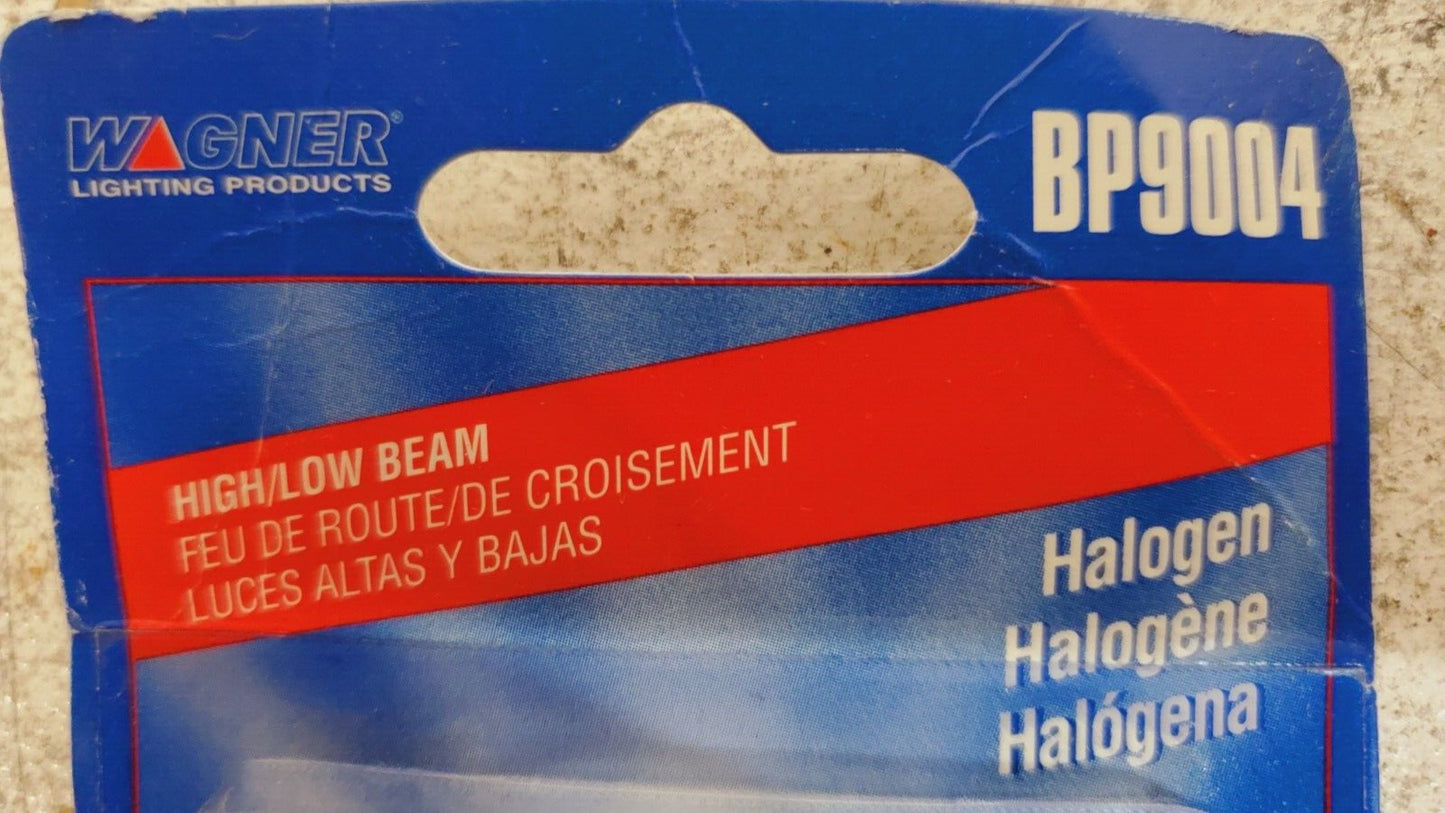 WAGNER®
LIGHTING PRODUCTS
BP9004
HIGH/LOW BEAM
FEU DE ROUTE/DE CROISEMENT
LUCES ALTAS Y BAJAS
Halogen
Halogène
Halógena